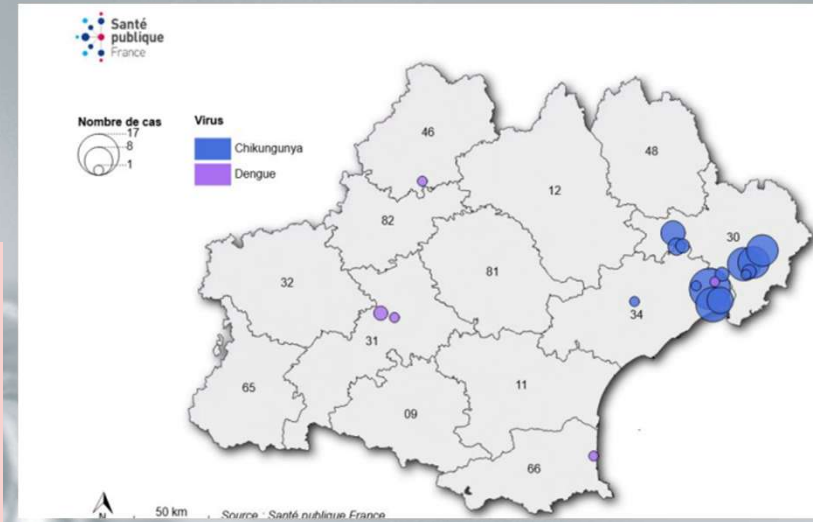 Santé
publique
France
Nombre de cas
17
8
1
Virus
Chikungunya
Dengue
46
48
12
82
30
32
81
34
31
65
11
09
66
N
50 km
Source : Santé publique France